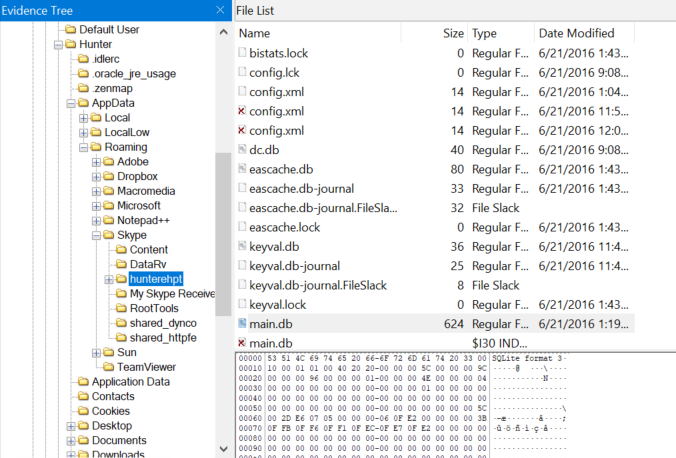 Evidence Tree
Default User
Hunter
.idlerc
.oracle_jre_usage
.zenmap
AppData
Local
LocalLow
Roaming
Adobe
Dropbox
Macromedia
Microsoft
Notepad++
Skype
Content
DataRv
hunterehpt
My Skype Receive
RootTools
shared_dynco
shared_httpfe
Sun
TeamViewer
Application Data
Contacts
Cookies
Desktop
Documents
Downloads
File List
Name Size Type Date Modified
bistats.lock 0 Regular F... 6/21/2016 1:43...
config.lck 0 Regular F... 6/21/2016 9:08...
config.xml 14 Regular F... 6/21/2016 1:04...
config.xml 14 Regular F... 6/21/2016 11:5...
config.xml 14 Regular F... 6/21/2016 12:0...
dc.db 40 Regular F... 6/21/2016 9:08...
eascache.db 80 Regular F... 6/21/2016 1:43...
eascache.db-journal 33 Regular F... 6/21/2016 1:43...
eascache.db-journal.FileSla... 32 File Slack
eascache.lock 0 Regular F... 6/21/2016 1:43...
keyval.db 36 Regular F... 6/21/2016 11:4...
keyval.db-journal 25 Regular F... 6/21/2016 11:4...
keyval.db-journal.FileSlack 8 File Slack
keyval.lock 0 Regular F... 6/21/2016 1:43...
main.db 624 Regular F... 6/21/2016 1:19...
main.db $I30 IND...
00000 53 51 4C 69 74 65 20 66-6F 72 6D 61 74 20 33 00 SQLite format 3·
00010 10 00 01 01 00 40 20 20-00 00 00 5C 00 00 00 9C
00020 00 00 00 96 00 00 00 01-00 00 00 4E 00 00 00 04
00030 00 00 00 00 00 00 00 00-00 00 00 01 00 00 00 00
00040 00 00 00 00 00 00 00 00-00 00 00 00 00 00 00 00
00050 00 00 00 00 00 00 00 00-00 00 00 00 00 00 00 5C
00060 00 2D E6 07 05 00 00 00-06 0F E2 00 00 00 00 3B
00070 0F FB 0F F6 0F F1 0F EC-0F E7 0F E2 00 00 00 00
00080 00 00 00 00 00 00 00 00-00 00 00 00 00 00 00 00
00090 00 00 00 00 00 00 00 00-00 00 00 00 00 00 00 00